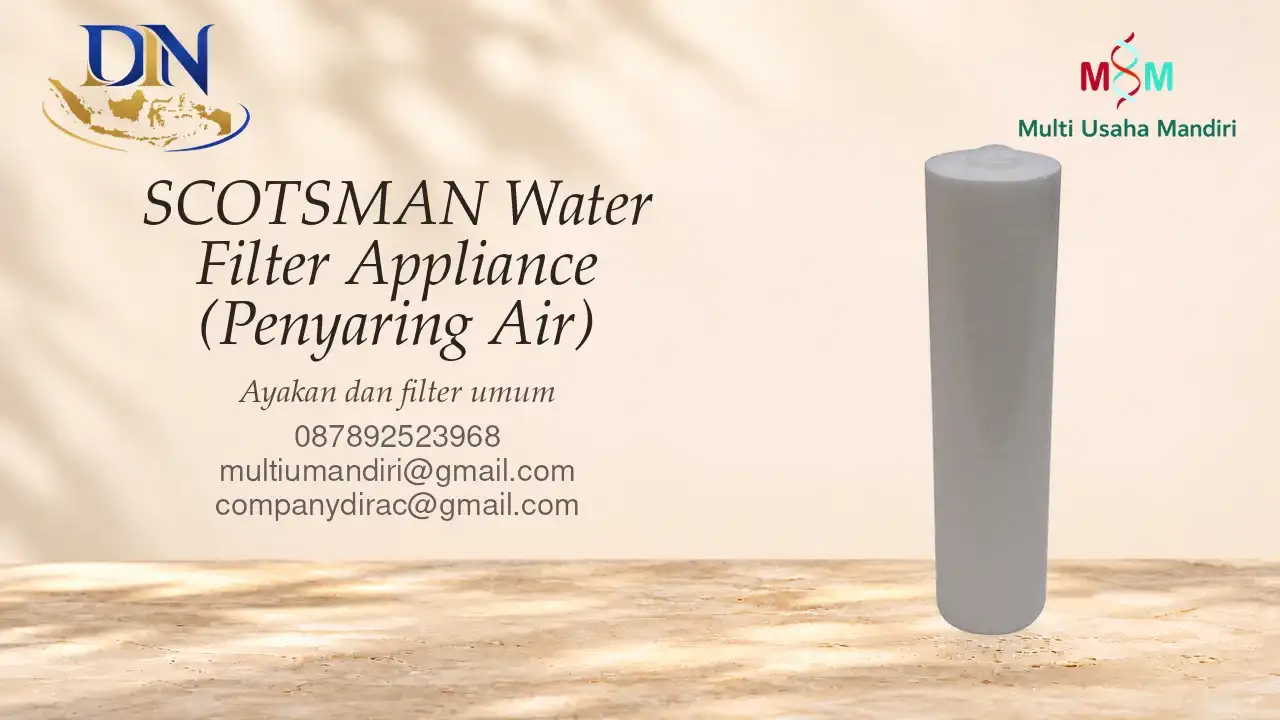 DIN
MSM
Multi Usaha Mandiri
SCOTSMAN Water
Filter Appliance
(Penyaring Air)
Ayakan dan filter umum
087892523968
multiumandiri@gmail.com
companydirac@gmail.com